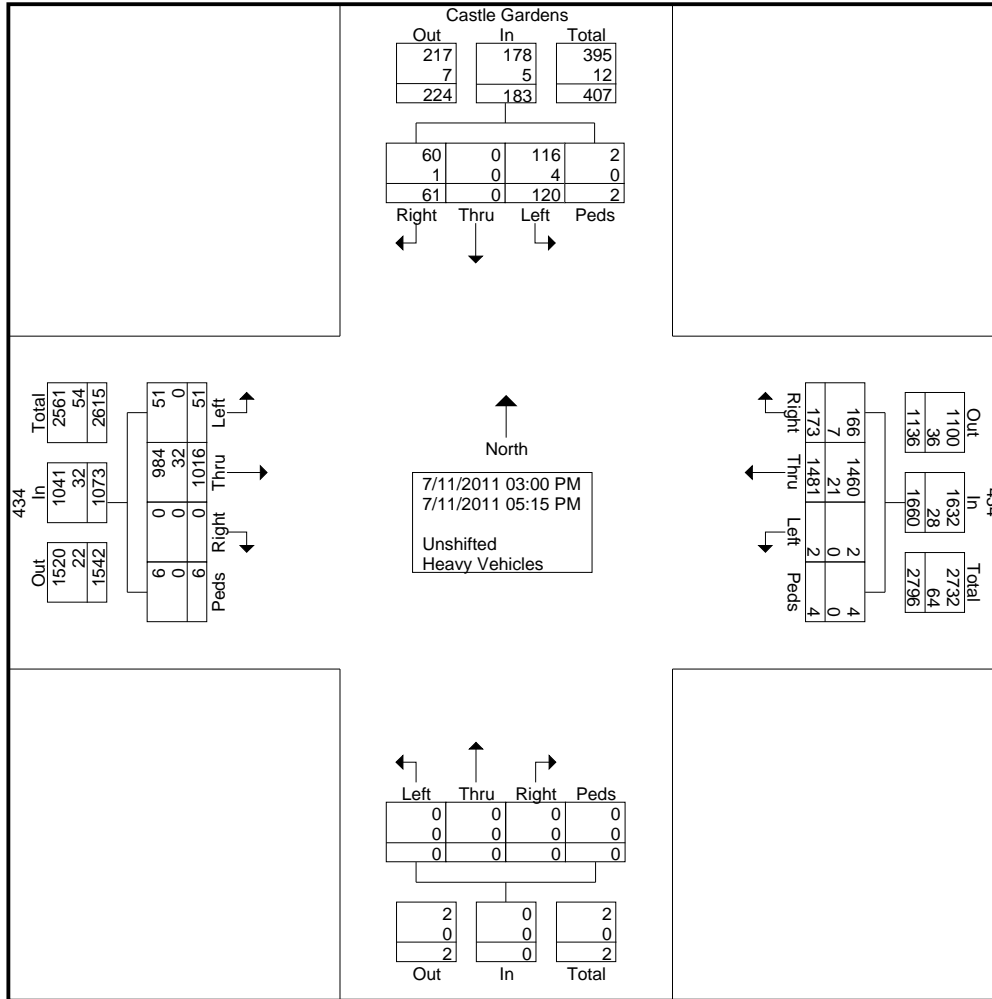 Castle Gardens
Out In Total
217 178 395
7 5 12
224 183 407
60 0 116 2
1 0 4 0
61 0 120 2
Right Thru Left Peds
434
Total In Out
2561 1041 1520
54 32 22
2615 1073 1542
51 984 0 6
0 32 0 0
51 1016 0 6
Left Thru Right Peds
North
7/11/2011 03:00 PM
7/11/2011 05:15 PM
Unshifted
Heavy Vehicles
Right Thru Left Peds
166 1460 2 4
7 21 0 0
173 1481 2 4
Out In Total
1100 1632 2732
36 28 64
1136 1660 2796
434
Left Thru Right Peds
0 0 0 0
0 0 0 0
0 0 0 0
2 0 2
0 0 0
2 0 2
Out In Total